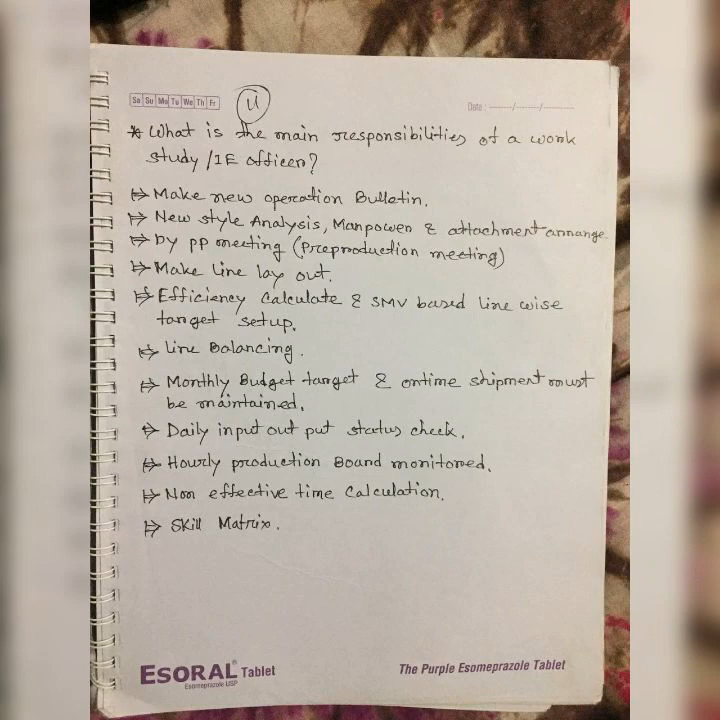 Sa Su Mo Tu We Th Fr
11
Date : -------/-------/---------
* What is the main responsibilities of a work
study / IE officer?
⇒ Make new operation Bulletin.
⇒ New style Analysis, Manpower & attachment arrange
⇒ by pp meeting (Preproduction meeting)
⇒ Make Line lay out.
⇒ Efficiency Calculate & SMV based line wise
target setup.
⇒ Line Balancing.
⇒ Monthly Budget target & ontime shipment must
be maintained.
⇒ Daily input out put status check.
⇒ Hourly production Board monitored.
⇒ Non effective time Calculation.
⇒ Skill Matrix.
ESORAL® Tablet
Esomeprazole USP
The Purple Esomeprazole Tablet